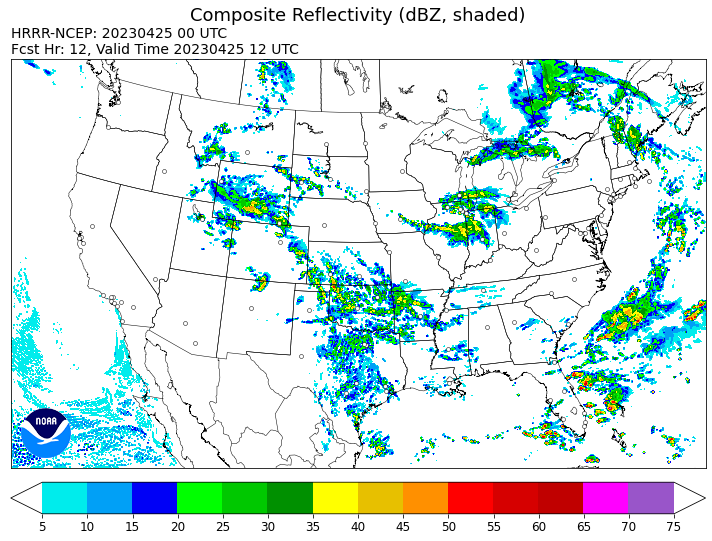 Composite Reflectivity (dBZ, shaded)
HRRR-NCEP: 20230425 00 UTC
Fcst Hr: 12, Valid Time 20230425 12 UTC
NOAA
5 10 15 20 25 30 35 40 45 50 55 60 65 70 75